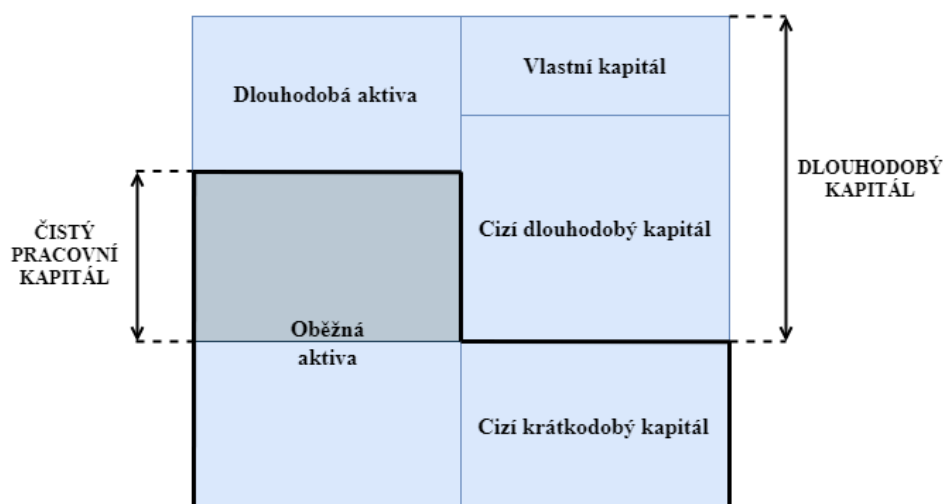 Dlouhodobá aktiva
Vlastní kapitál
DLOUHODOBÝ
KAPITÁL
Cizí dlouhodobý kapitál
ČISTÝ
PRACOVNÍ
KAPITÁL
Oběžná
aktiva
Cizí krátkodobý kapitál